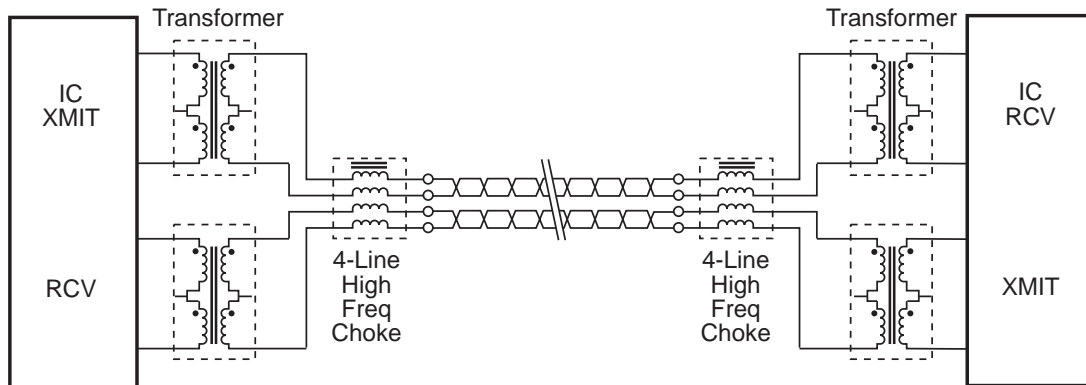 Transformer
Transformer
IC
XMIT
IC
RCV
RCV
4-Line
High
Freq
Choke
4-Line
High
Freq
Choke
XMIT